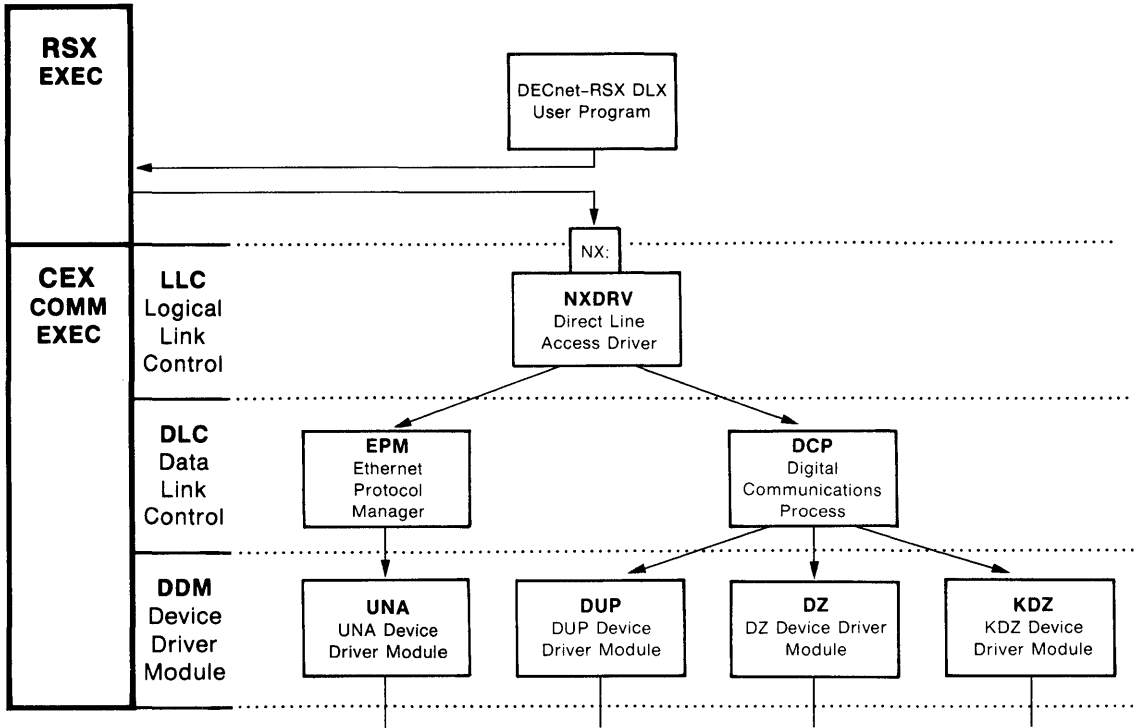 RSX
EXEC
DECnet-RSX DLX
User Program
NX:
CEX
COMM
EXEC
LLC
Logical
Link
Control
NXDRV
Direct Line
Access Driver
DLC
Data
Link
Control
EPM
Ethernet
Protocol
Manager
DCP
Digital
Communications
Process
DDM
Device
Driver
Module
UNA
UNA Device
Driver Module
DUP
DUP Device
Driver Module
DZ
DZ Device Driver
Module
KDZ
KDZ Device
Driver Module